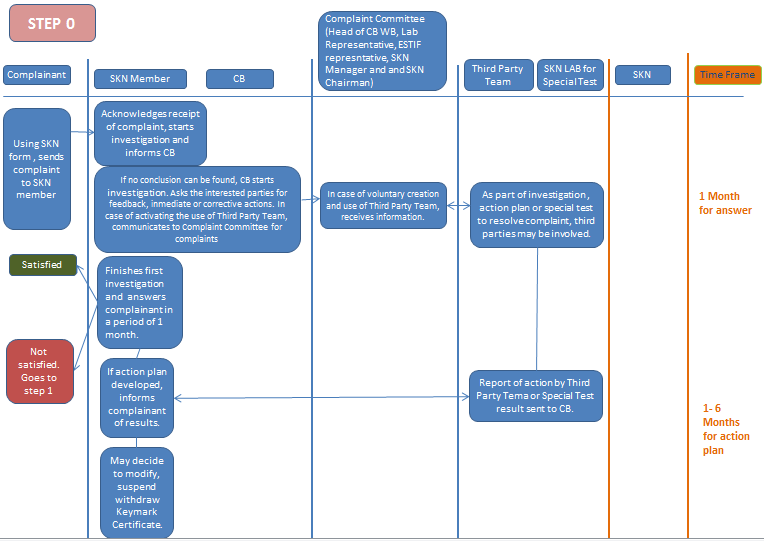 STEP 0
Complainant
SKN Member
CB
Complaint Committee
(Head of CB WB, Lab
Representative, ESTIF
represntative, SKN
Manager and and SKN
Chairman)
Third Party
Team
SKN LAB for
Special Test
SKN
Time Frame
Using SKN
form , sends
complaint
to SKN
member
Acknowledges receipt
of complaint, starts
investigation and
informs CB
If no conclusion can be found, CB starts
investigation. Asks the interested parties for
feedback, inmediate or corrective actions. In
case of activating the use of Third Party Team,
communicates to Complaint Committee for
complaints
In case of voluntary creation
and use of Third Party Team,
receives information.
As part of investigation ,
action plan or special test
to resolve complaint, third
parties may be involved.
1 Month
for answer
Satisfied
Finishes first
investigation
and answers
complainant in
a period of 1
month.
Not
satisfied.
Goes to
step 1
If action plan
developed,
informs
complainant
of results.
Report of action by Third
Party Tema or Special Test
result sent to CB.
1- 6
Months
for action
plan
May decide
to modify,
suspend
withdraw
Keymark
Certificate.